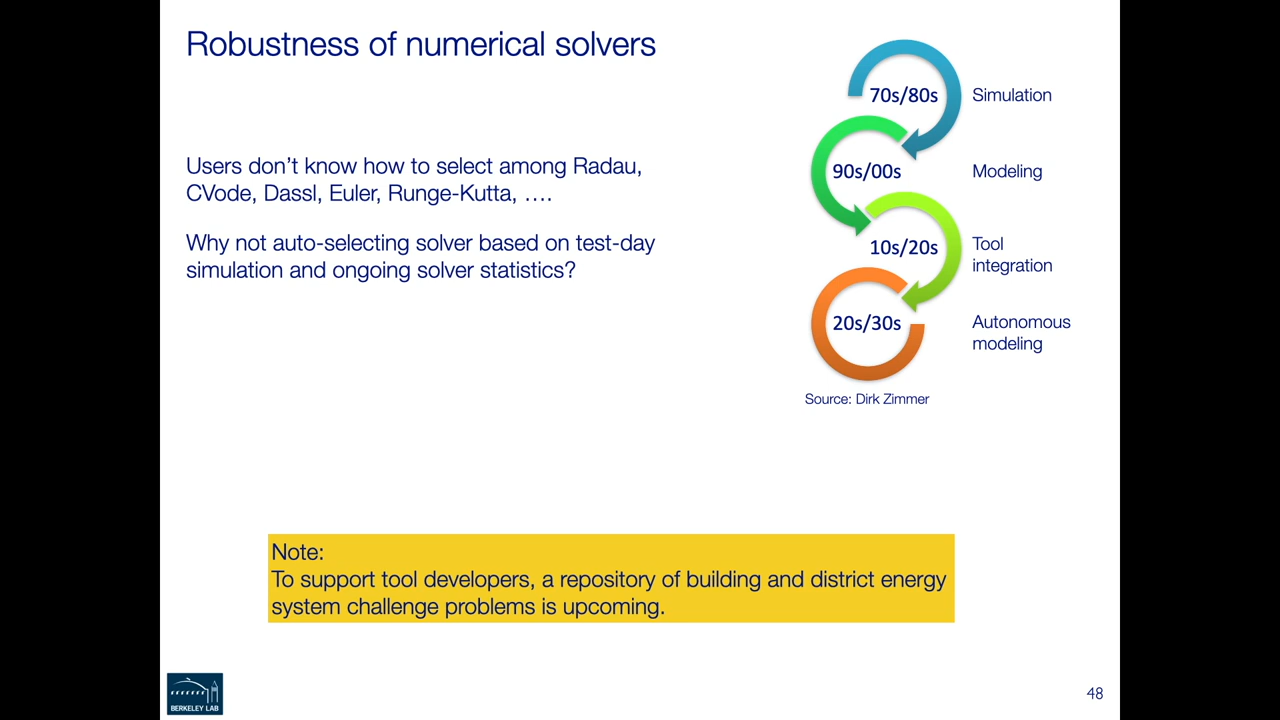 Robustness of numerical solvers
Users don’t know how to select among Radau,
CVode, Dassl, Euler, Runge-Kutta, ….
Why not auto-selecting solver based on test-day
simulation and ongoing solver statistics?
70s/80s
Simulation
90s/00s
Modeling
10s/20s
Tool
integration
20s/30s
Autonomous
modeling
Source: Dirk Zimmer
Note:
To support tool developers, a repository of building and district energy
system challenge problems is upcoming.
BERKELEY LAB
48